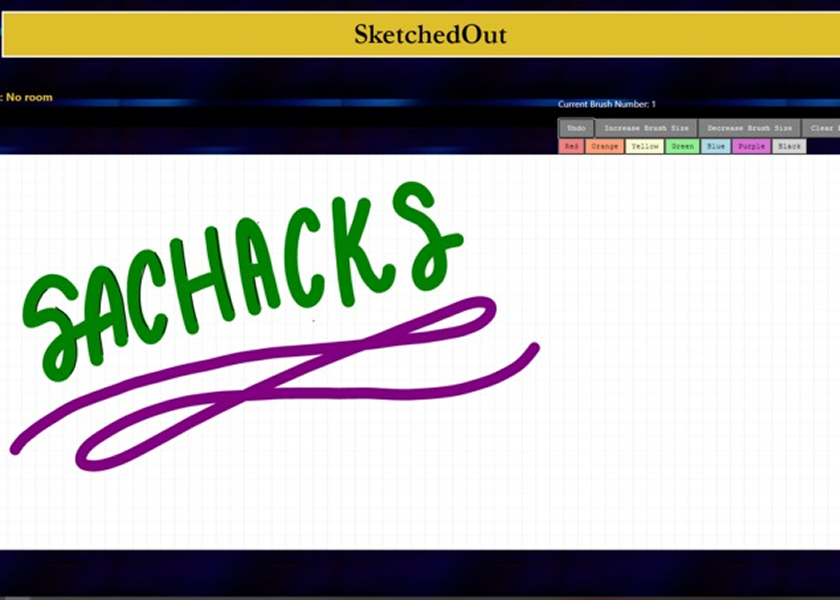 SketchedOut
: No room
Current Brush Number: 1
Undo Increase Brush Size Decrease Brush Size Clear
Red Orange Yellow Green Blue Purple Black
SACHACKS